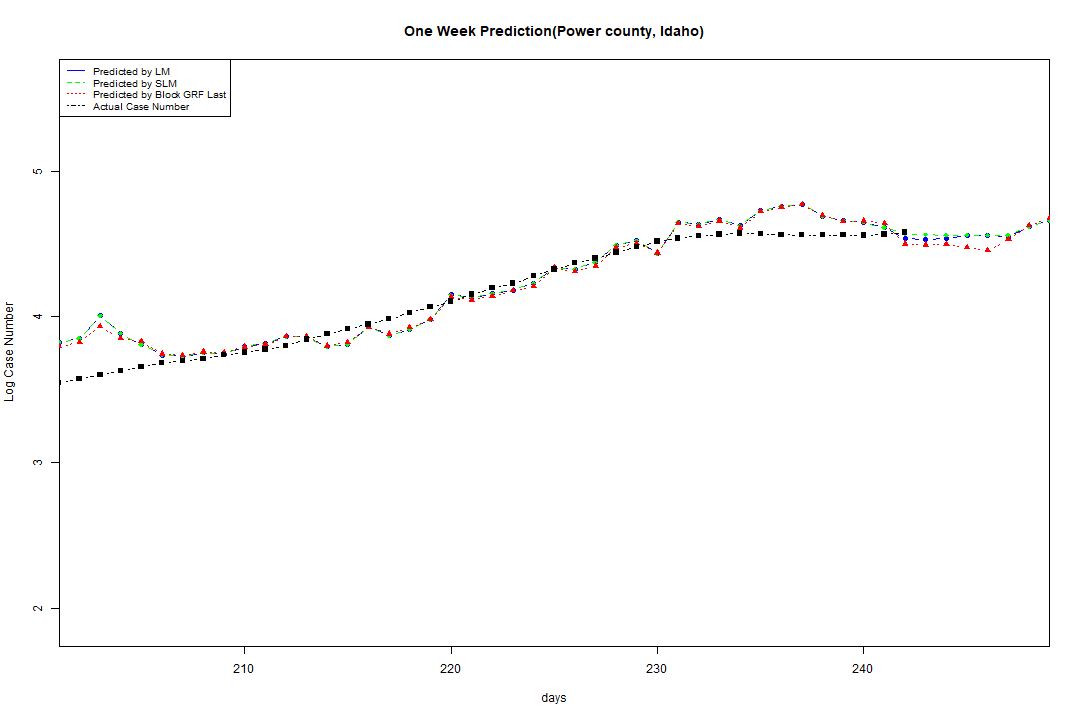 One Week Prediction(Power county, Idaho)
Predicted by LM
Predicted by SLM
Predicted by Block GRF Last
Actual Case Number
5
4
3
2
Log Case Number
210 220 230 240
days